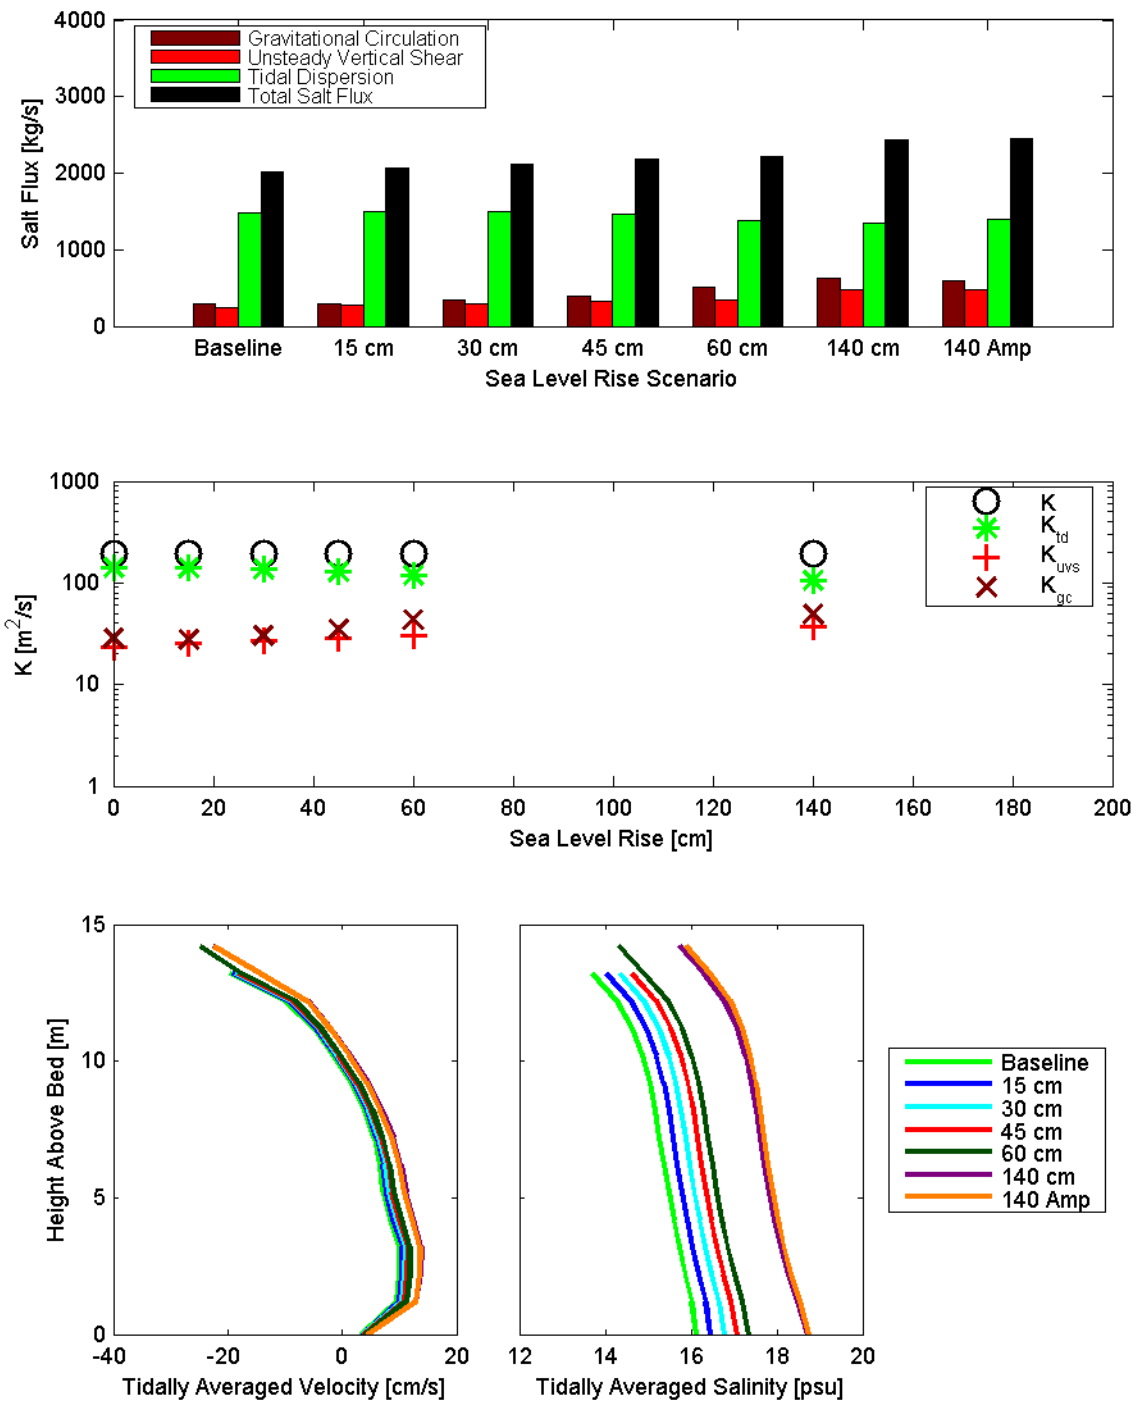 4000
3000
2000
1000
0
Salt Flux [kg/s]
Gravitational Circulation
Unsteady Vertical Shear
Tidal Dispersion
Total Salt Flux
Baseline 15 cm 30 cm 45 cm 60 cm 140 cm 140 Amp
Sea Level Rise Scenario
1000
100
10
1
K [m²/s]
K
K_td
K_uvs
K_gc
0 20 40 60 80 100 120 140 160 180 200
Sea Level Rise [cm]
15
10
5
0
Height Above Bed [m]
-40 -20 0 20
Tidally Averaged Velocity [cm/s]
12 14 16 18 20
Tidally Averaged Salinity [psu]
Baseline
15 cm
30 cm
45 cm
60 cm
140 cm
140 Amp